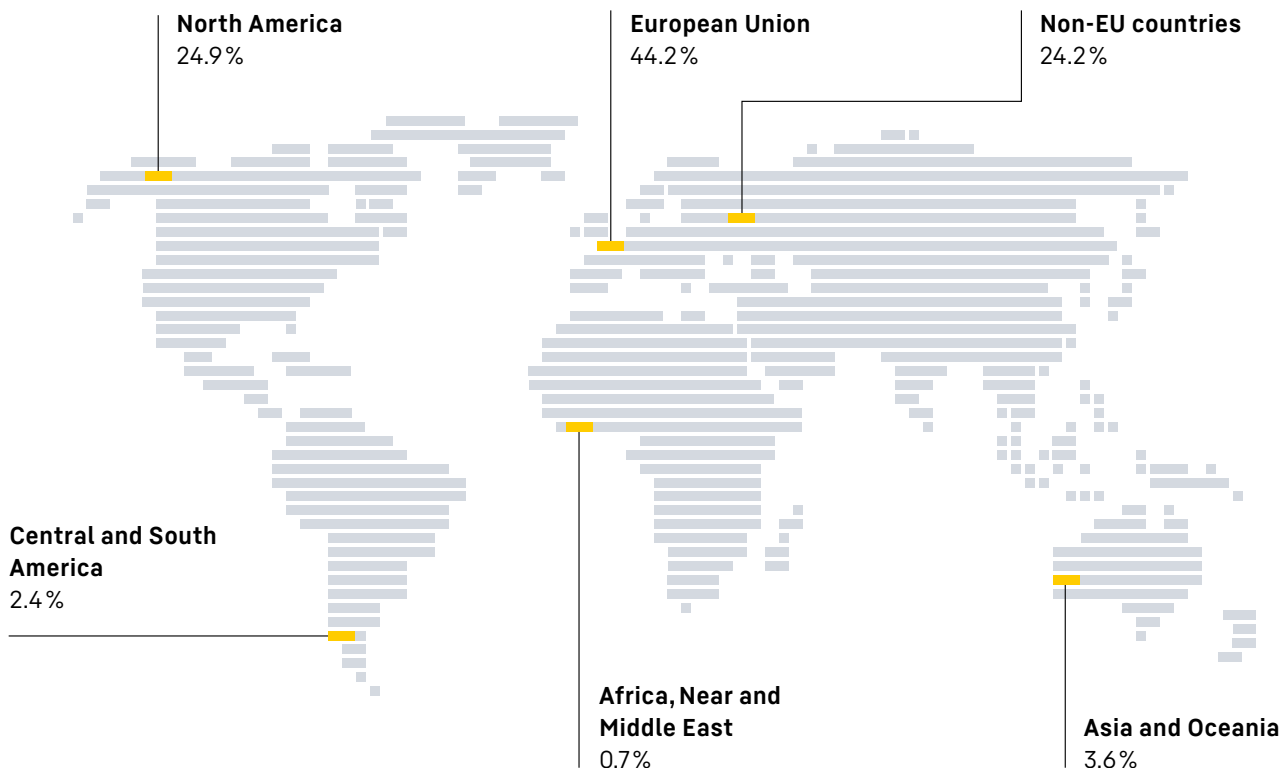 North America
24.9 %
European Union
44.2 %
Non-EU countries
24.2 %
Central and South
America
2.4 %
Africa, Near and
Middle East
0.7 %
Asia and Oceania
3.6 %